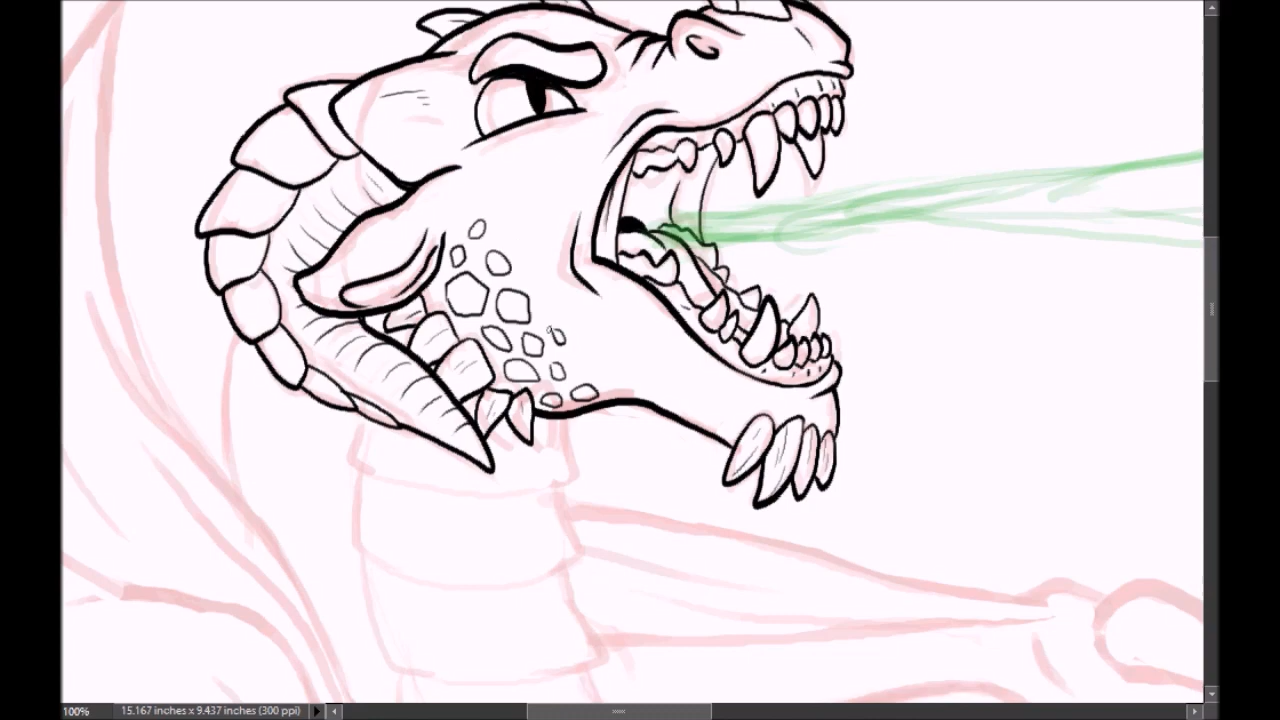 100%
15.167 inches x 9.437 inches (300 ppi)